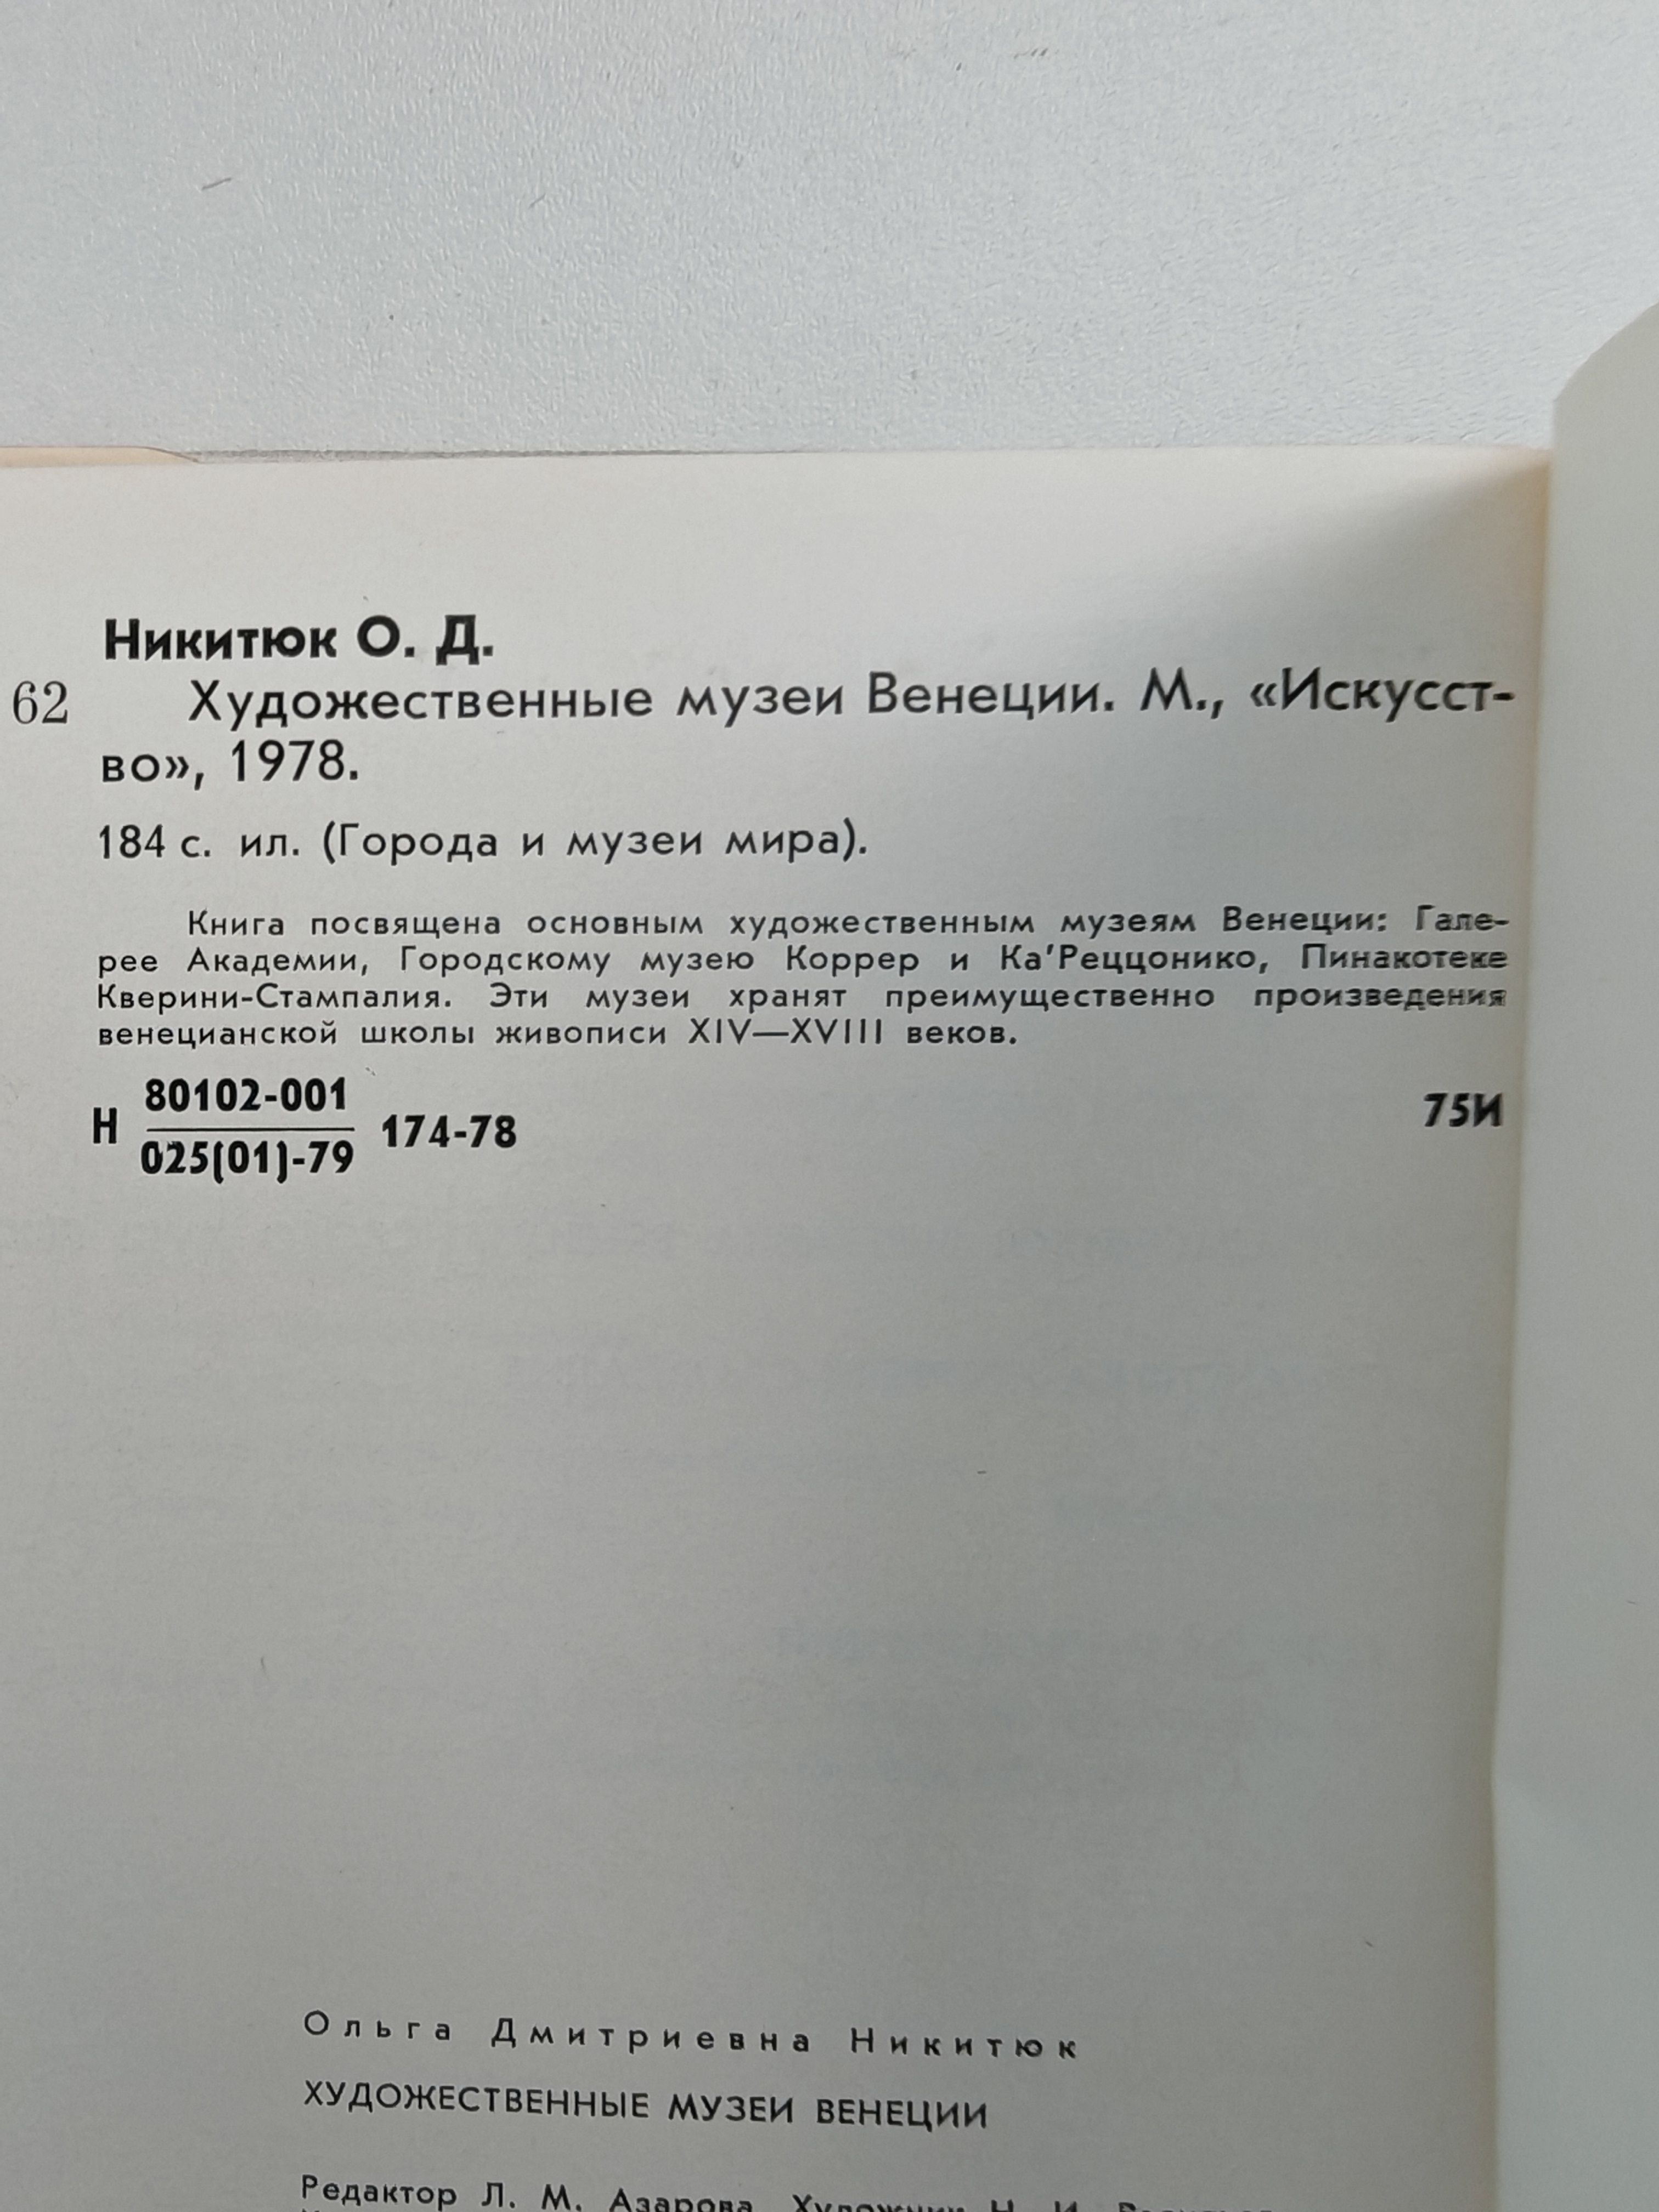 Никитюк О. Д.
62 Художественные музеи Венеции. М., «Искусст-
во», 1978.
184 с. ил. (Города и музеи мира).
Книга посвящена основным художественным музеям Венеции: Гале-
рее Академии, Городскому музею Коррер и Ка'Реццонико, Пинакотеке
Кверини-Стампалия. Эти музеи хранят преимущественно произведения
венецианской школы живописи XIV—XVIII веков.
80102-001
Н 174-78 75И
025(01)-79
Ольга Дмитриевна Никитюк
ХУДОЖЕСТВЕННЫЕ МУЗЕИ ВЕНЕЦИИ
Редактор Л. М. Азарова. Художник Н. И.